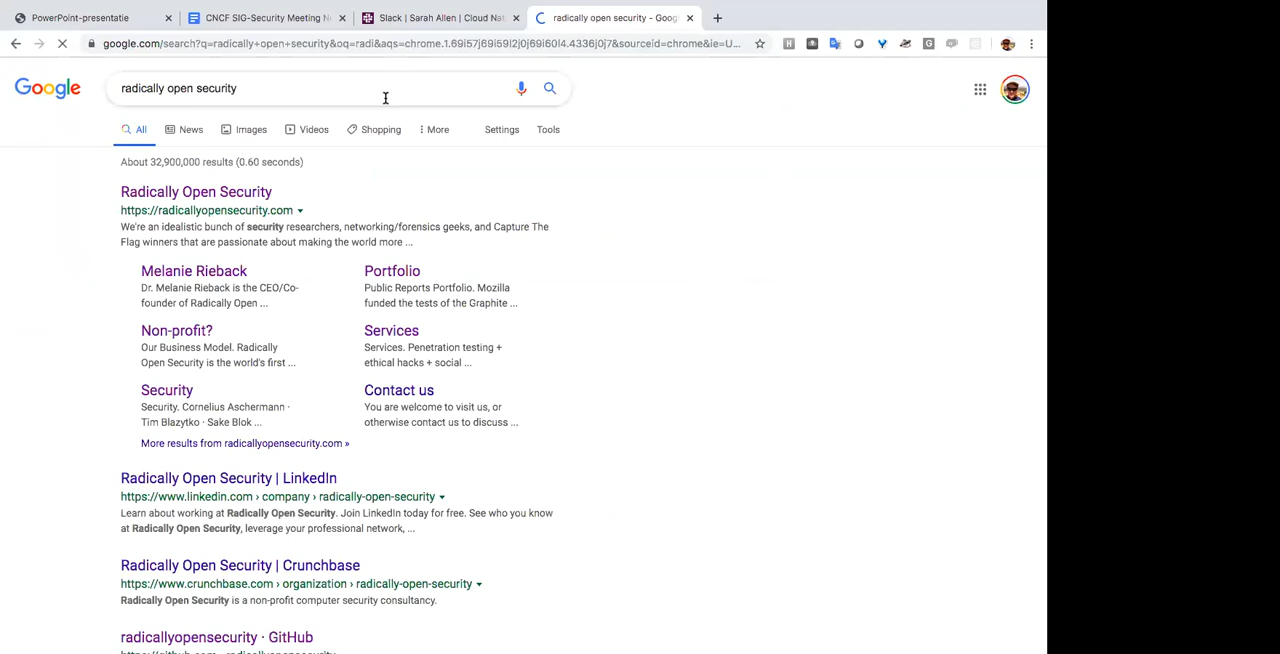 PowerPoint-presentatie
CNCF SIG-Security Meeting N
Slack | Sarah Allen | Cloud Nat
radically open security - Goog
google.com/search?q=radically+open+security&oq=radi&aqs=chrome.1.69i57j69i59l2j0j69i60l4.4336j0j7&sourceid=chrome&ie=U...
Google
radically open security
All News Images Videos Shopping More Settings Tools
About 32,900,000 results (0.60 seconds)
Radically Open Security
https://radicallyopensecurity.com
We're an idealistic bunch of security researchers, networking/forensics geeks, and Capture The
Flag winners that are passionate about making the world more ...
Melanie Rieback
Dr. Melanie Rieback is the CEO/Co-
founder of Radically Open ...
Portfolio
Public Reports Portfolio. Mozilla
funded the tests of the Graphite ...
Non-profit?
Our Business Model. Radically
Open Security is the world's first ...
Services
Services. Penetration testing +
ethical hacks + social ...
Security
Security. Cornelius Aschermann ·
Tim Blazytko · Sake Blok ...
Contact us
You are welcome to visit us, or
otherwise contact us to discuss ...
More results from radicallyopensecurity.com »
Radically Open Security | LinkedIn
https://www.linkedin.com › company › radically-open-security
Learn about working at Radically Open Security. Join LinkedIn today for free. See who you know
at Radically Open Security, leverage your professional network, ...
Radically Open Security | Crunchbase
https://www.crunchbase.com › organization › radically-open-security
Radically Open Security is a non-profit computer security consultancy.
radicallyopensecurity · GitHub